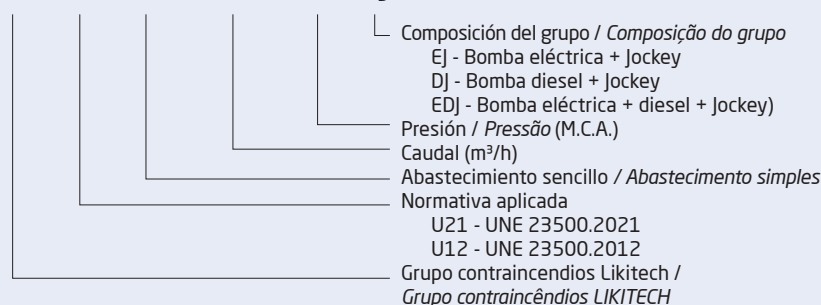 Composición del grupo / Composição do grupo
EJ - Bomba eléctrica + Jockey
DJ - Bomba diesel + Jockey
EDJ - Bomba eléctrica + diesel + Jockey)
Presión / Pressão (M.C.A.)
Caudal (m³/h)
Abastecimiento sencillo / Abastecimento simples
Normativa aplicada
U21 - UNE 23500.2021
U12 - UNE 23500.2012
Grupo contraincendios Likitech /
Grupo contraincêndios LIKITECH